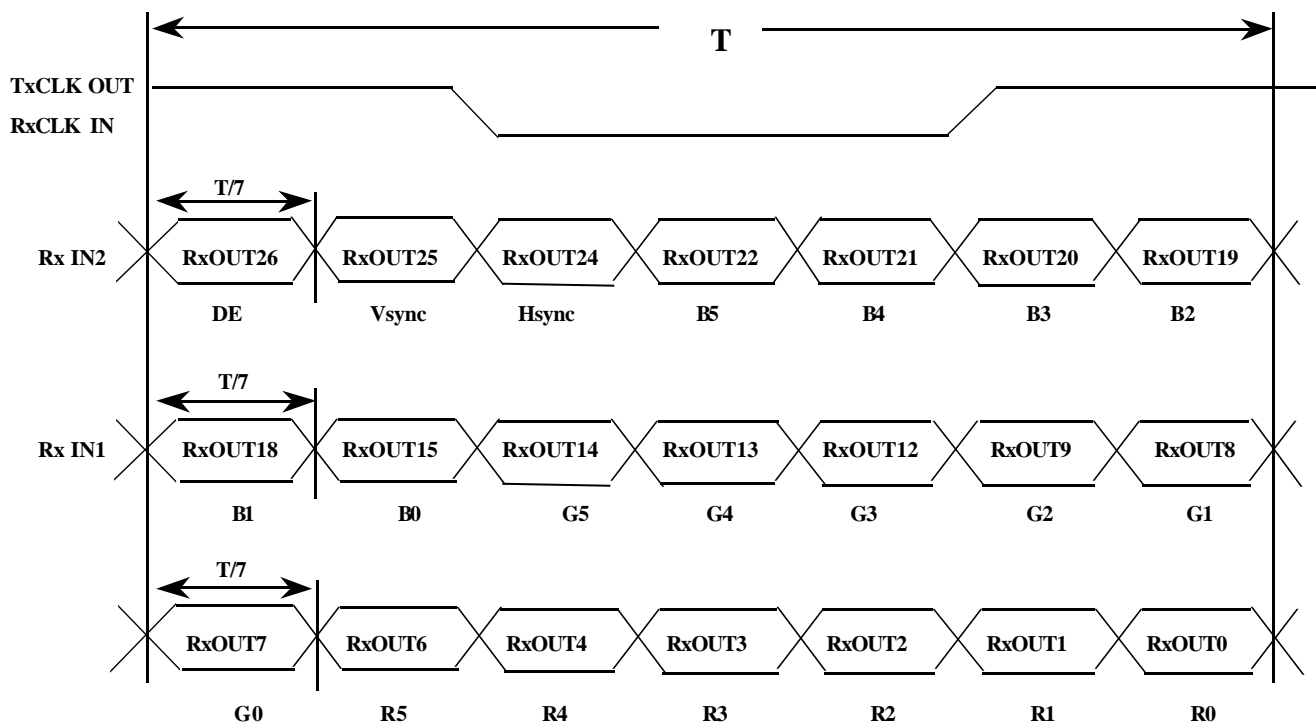 T
TxCLK OUT
RxCLK IN
T/7
Rx IN2 RxOUT26 RxOUT25 RxOUT24 RxOUT22 RxOUT21 RxOUT20 RxOUT19
DE Vsync Hsync B5 B4 B3 B2
T/7
Rx IN1 RxOUT18 RxOUT15 RxOUT14 RxOUT13 RxOUT12 RxOUT9 RxOUT8
B1 B0 G5 G4 G3 G2 G1
T/7
RxOUT7 RxOUT6 RxOUT4 RxOUT3 RxOUT2 RxOUT1 RxOUT0
G0 R5 R4 R3 R2 R1 R0